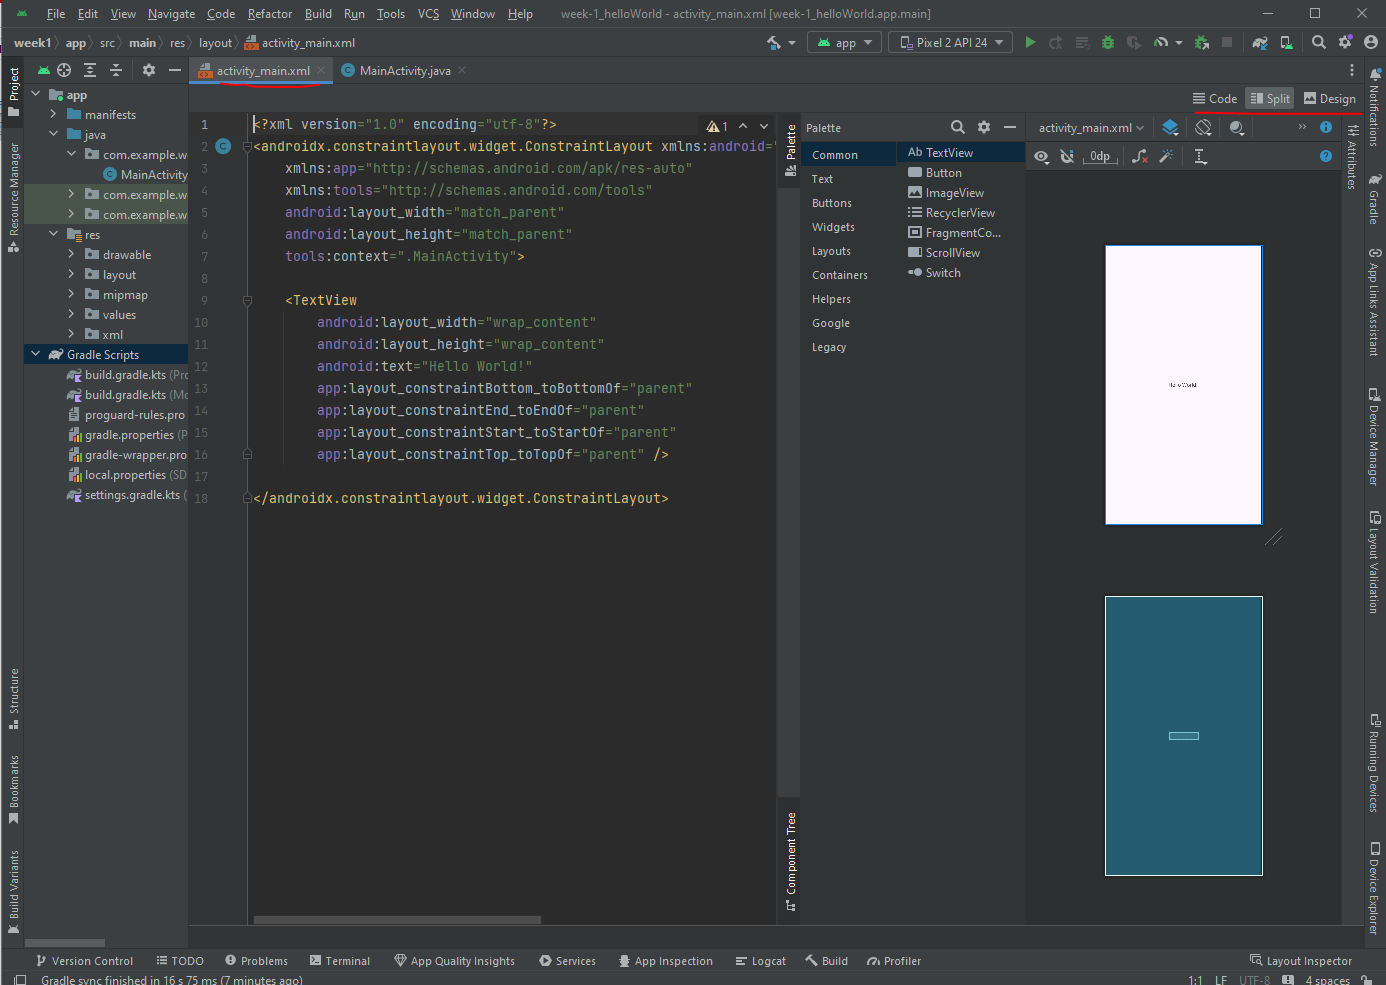 File Edit View Navigate Code Refactor Build Run Tools VCS Window Help week-1_helloWorld - activity_main.xml [week-1_helloWorld.app.main]
week1 app src main res layout activity_main.xml app Pixel 2 API 24
activity_main.xml MainActivity.java
Code Split Design
Project
Resource Manager
Structure
Bookmarks
Build Variants
app
manifests
java
com.example.w
MainActivity
com.example.w
com.example.w
res
drawable
layout
mipmap
values
xml
Gradle Scripts
build.gradle.kts (Pro
build.gradle.kts (Mo
proguard-rules.pro
gradle.properties (P
gradle-wrapper.pro
local.properties (SD
settings.gradle.kts (
1 <?xml version="1.0" encoding="utf-8"?> 1
2 <androidx.constraintlayout.widget.ConstraintLayout xmlns:android="
3 xmlns:app="http://schemas.android.com/apk/res-auto"
4 xmlns:tools="http://schemas.android.com/tools"
5 android:layout_width="match_parent"
6 android:layout_height="match_parent"
7 tools:context=".MainActivity">
8
9 <TextView
10 android:layout_width="wrap_content"
11 android:layout_height="wrap_content"
12 android:text="Hello World!"
13 app:layout_constraintBottom_toBottomOf="parent"
14 app:layout_constraintEnd_toEndOf="parent"
15 app:layout_constraintStart_toStartOf="parent"
16 app:layout_constraintTop_toTopOf="parent" />
17
18 </androidx.constraintlayout.widget.ConstraintLayout>
Palette
Component Tree
Palette
Common
Text
Buttons
Widgets
Layouts
Containers
Helpers
Google
Legacy
Ab TextView
Button
ImageView
RecyclerView
FragmentCo...
ScrollView
Switch
activity_main.xml
0dp
Hello World!
Attributes
Notifications
Gradle
App Links Assistant
Device Manager
Layout Validation
Running Devices
Device Explorer
Version Control TODO Problems Terminal App Quality Insights Services App Inspection Logcat Build Profiler Layout Inspector
Gradle sync finished in 16 s 75 ms (7 minutes ago) 1:1 LF UTF-8 4 spaces